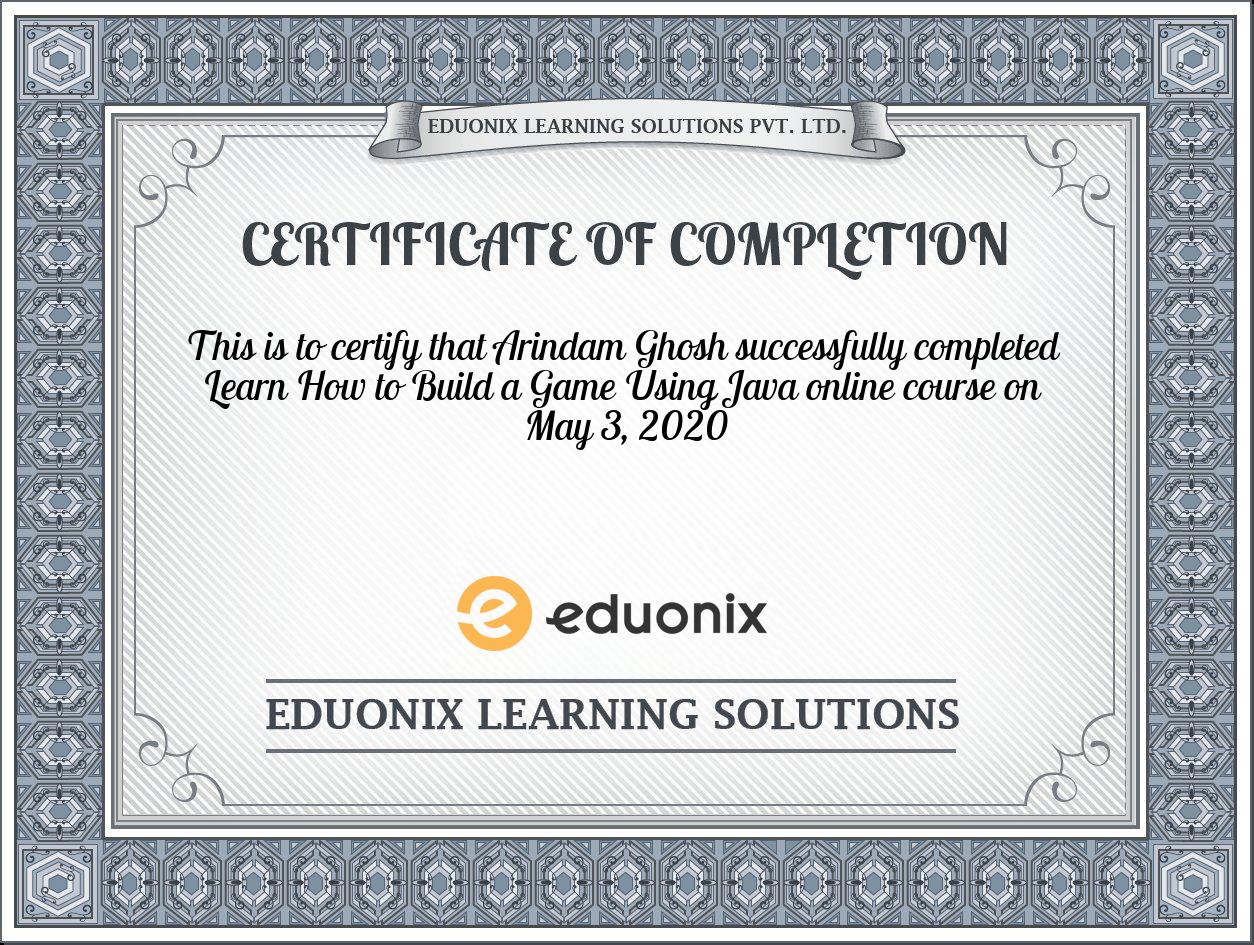 EDUONIX LEARNING SOLUTIONS PVT. LTD.
CERTIFICATE OF COMPLETION
This is to certify that Arindam Ghosh successfully completed
Learn How to Build a Game Using Java online course on
May 3, 2020
eduonix
EDUONIX LEARNING SOLUTIONS